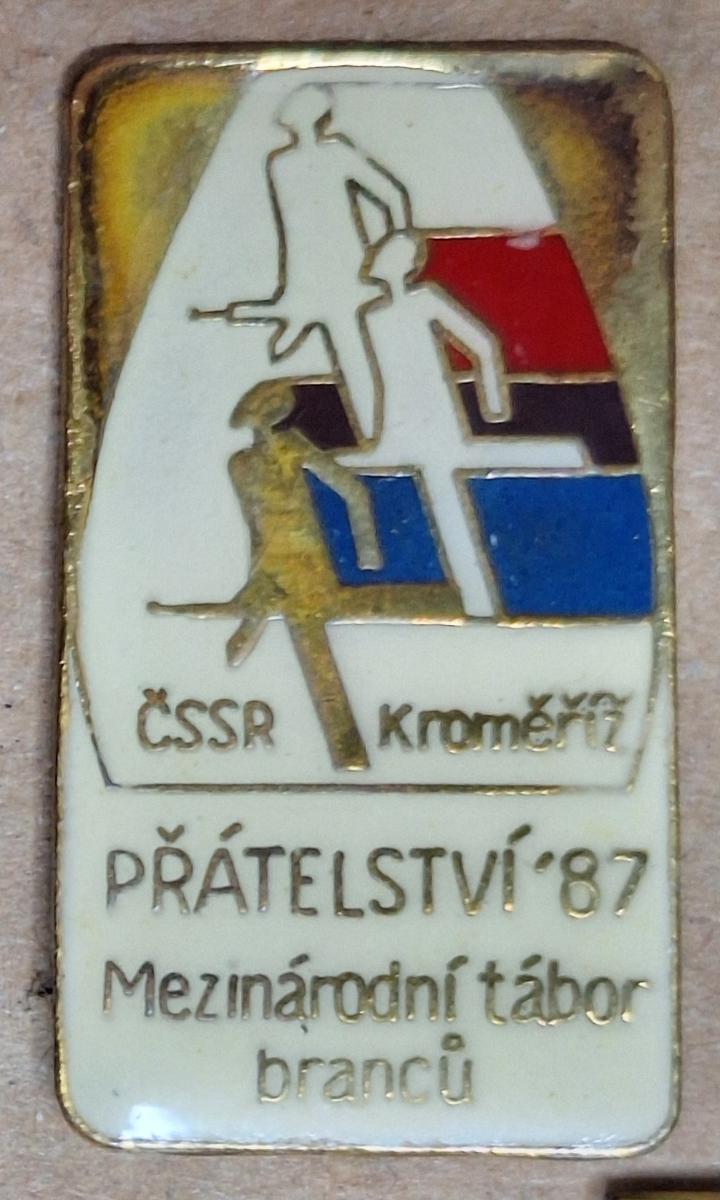 ČSSR Kroměříž
PŘÁTELSTVÍ '87
Mezinárodní tábor
branců